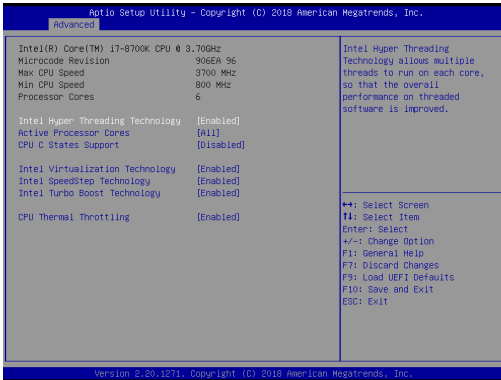 Aptio Setup Utility – Copyright (C) 2018 American Megatrends, Inc.
Advanced
Intel(R) Core(TM) i7-8700K CPU @ 3.70GHz
Microcode Revision 906EA 96
Max CPU Speed 3700 MHz
Min CPU Speed 800 MHz
Processor Cores 6
Intel Hyper Threading Technology [Enabled]
Active Processor Cores [All]
CPU C States Support [Disabled]
Intel Virtualization Technology [Enabled]
Intel SpeedStep Technology [Enabled]
Intel Turbo Boost Technology [Enabled]
CPU Thermal Throttling [Enabled]
Intel Hyper Threading
Technology allows multiple
threads to run on each core,
so that the overall
performance on threaded
software is improved.
↔: Select Screen
↑↓: Select Item
Enter: Select
+/-: Change Option
F1: General Help
F7: Discard Changes
F9: Load UEFI Defaults
F10: Save and Exit
ESC: Exit
Version 2.20.1271. Copyright (C) 2018 American Megatrends, Inc.